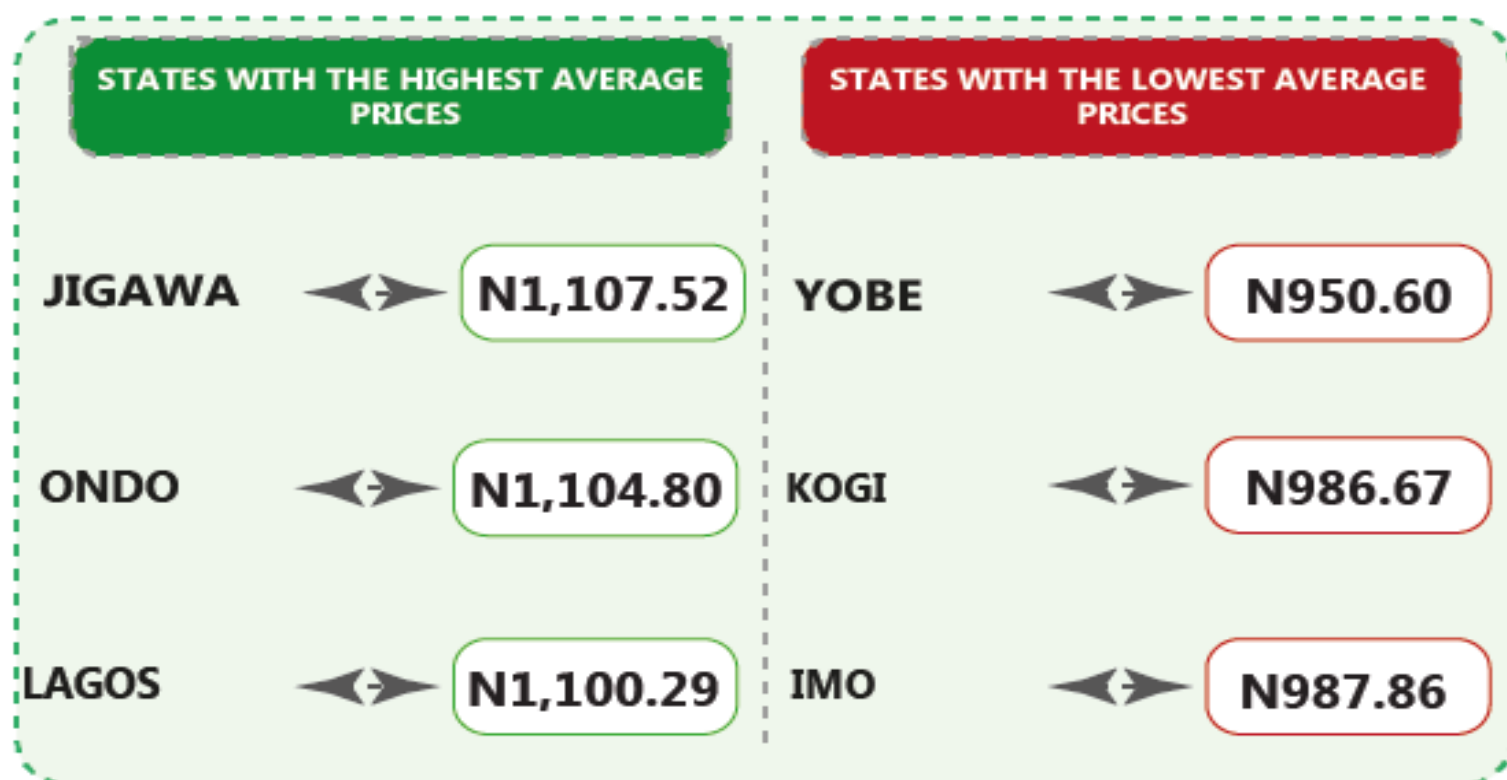 STATES WITH THE HIGHEST AVERAGE
PRICES
JIGAWA N1,107.52
ONDO N1,104.80
LAGOS N1,100.29
STATES WITH THE LOWEST AVERAGE
PRICES
YOBE N950.60
KOGI N986.67
IMO N987.86